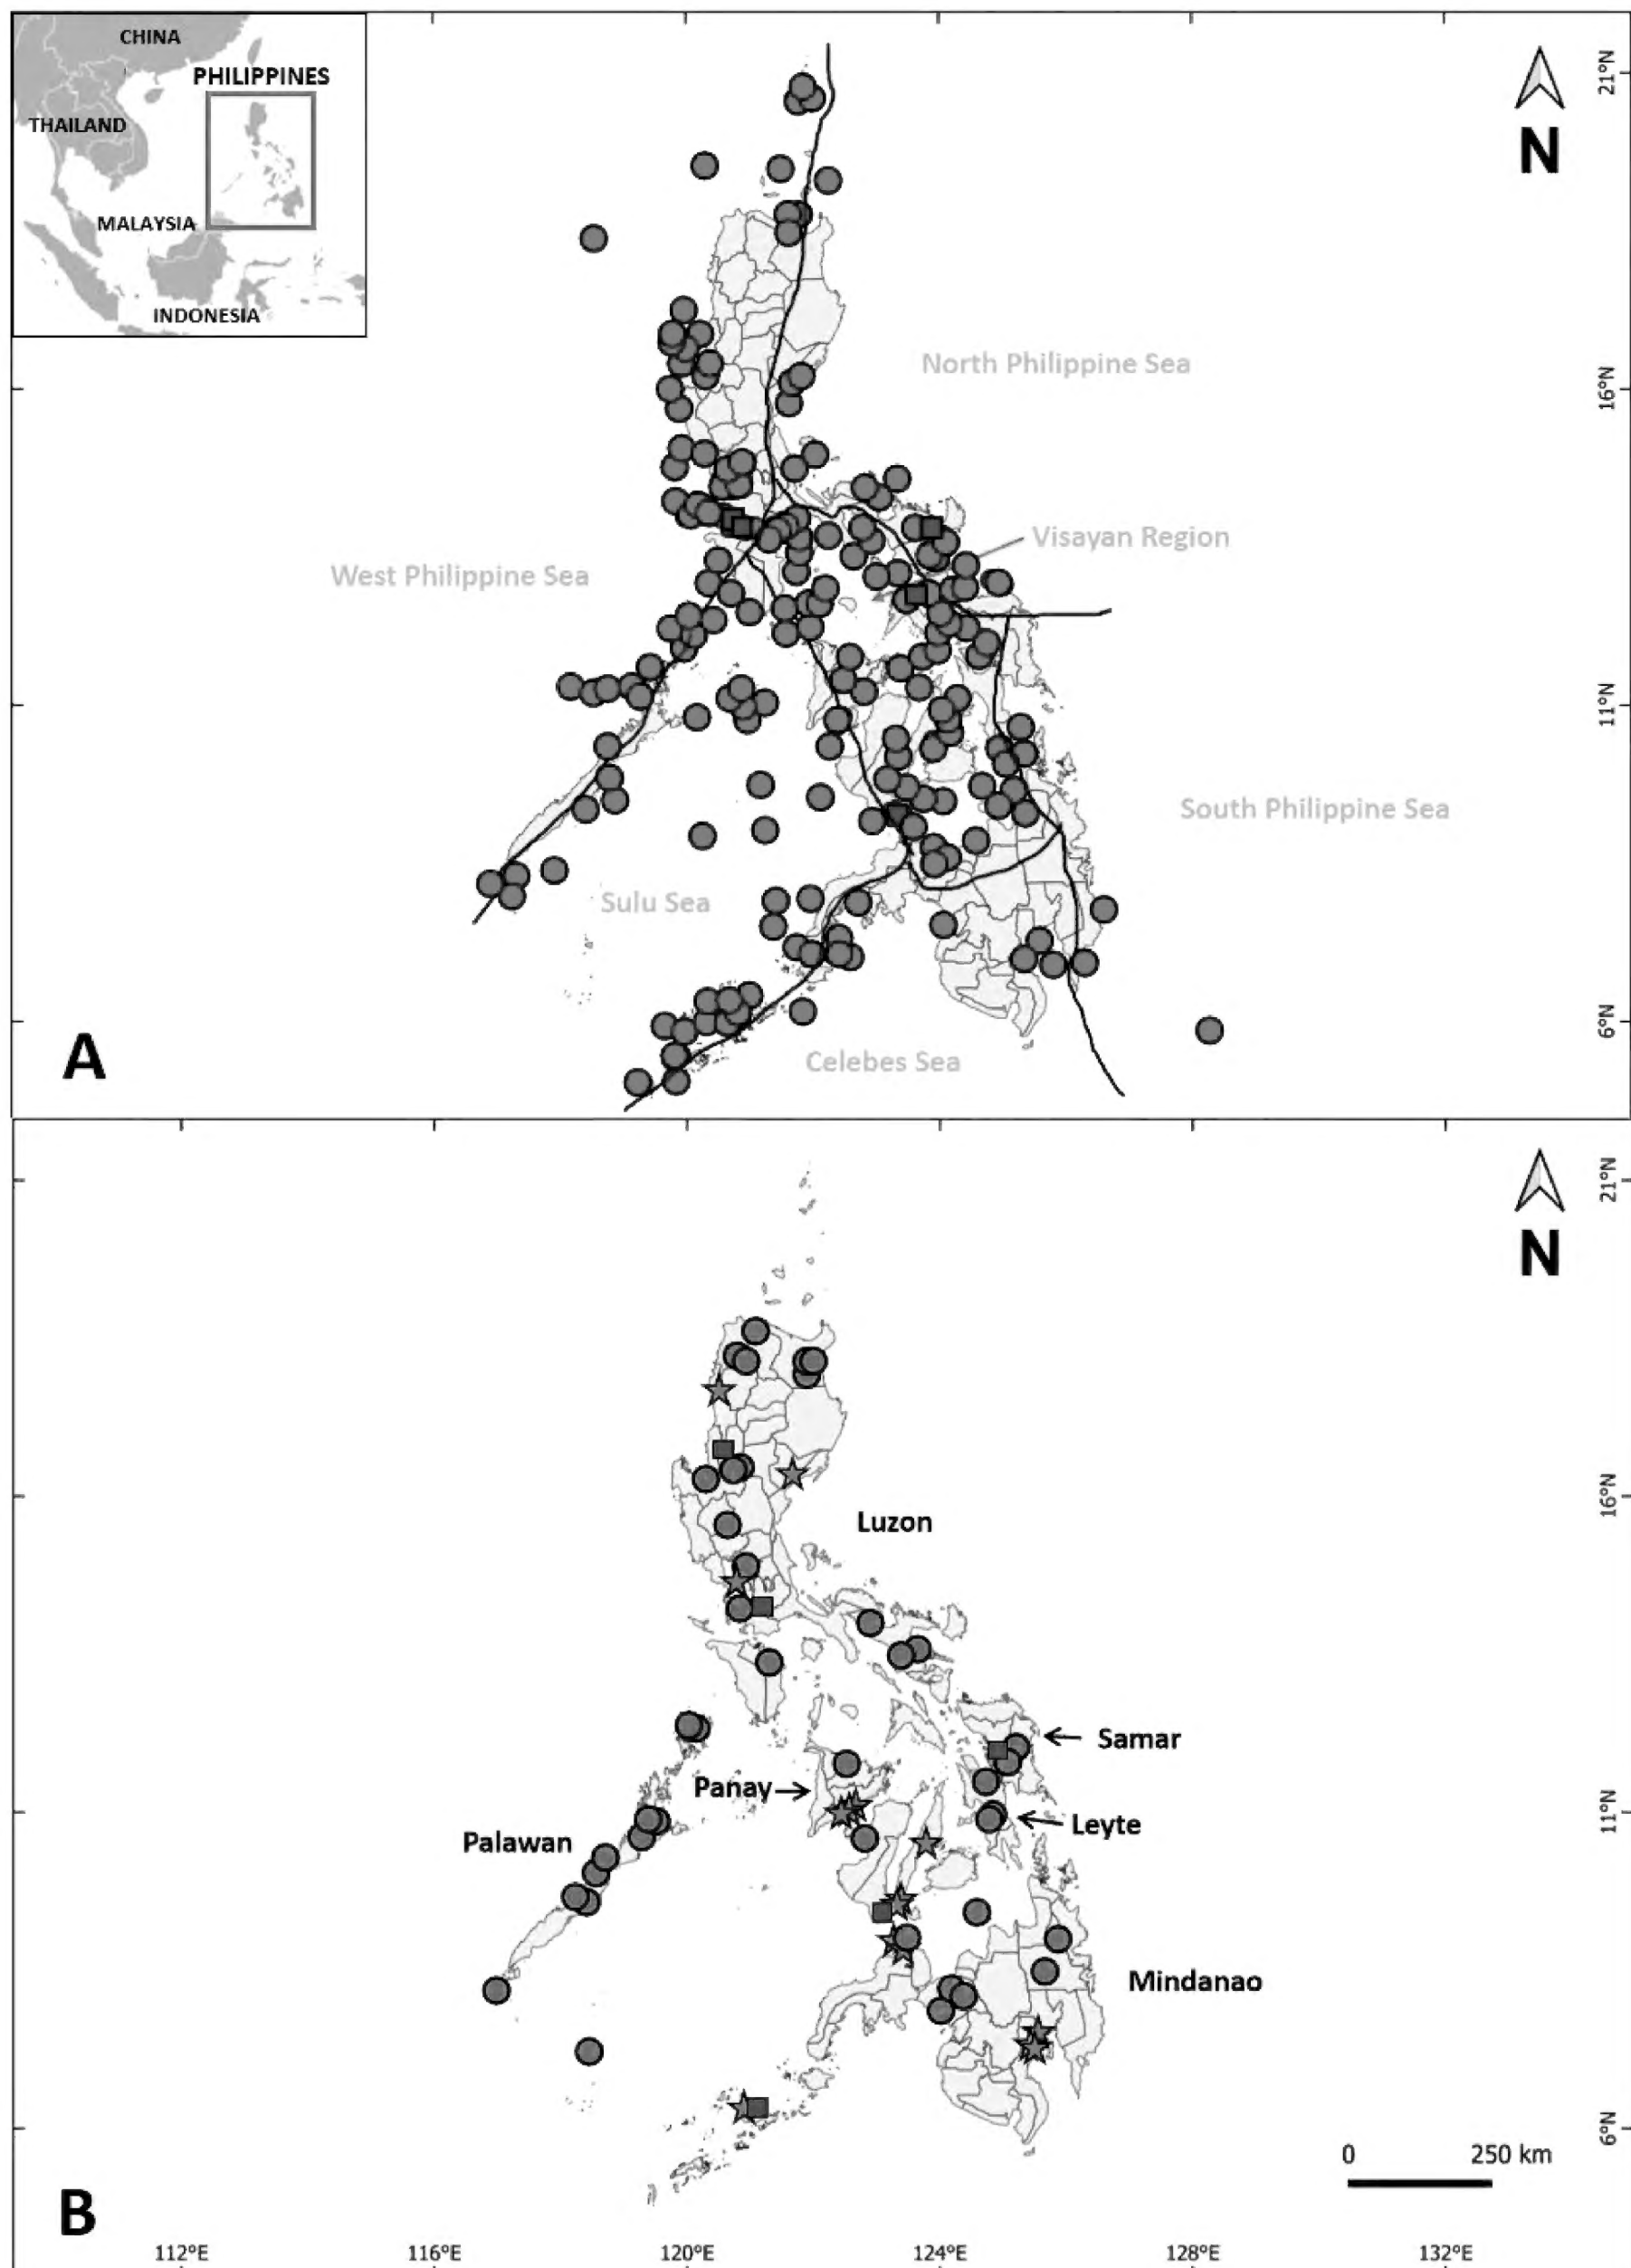 CHINA
PHILIPPINES
THAILAND
MALAYSIA
INDONESIA
N
21°N
North Philippine Sea
16°N
Visayan Region
West Philippine Sea
11°N
South Philippine Sea
Sulu Sea
6°N
A
Celebes Sea
21°N
N
16°N
Luzon
Samar
Panay
11°N
Leyte
Palawan
Mindanao
6°N
0 250 km
B
112°E 116°E 120°E 124°E 128°E 132°E